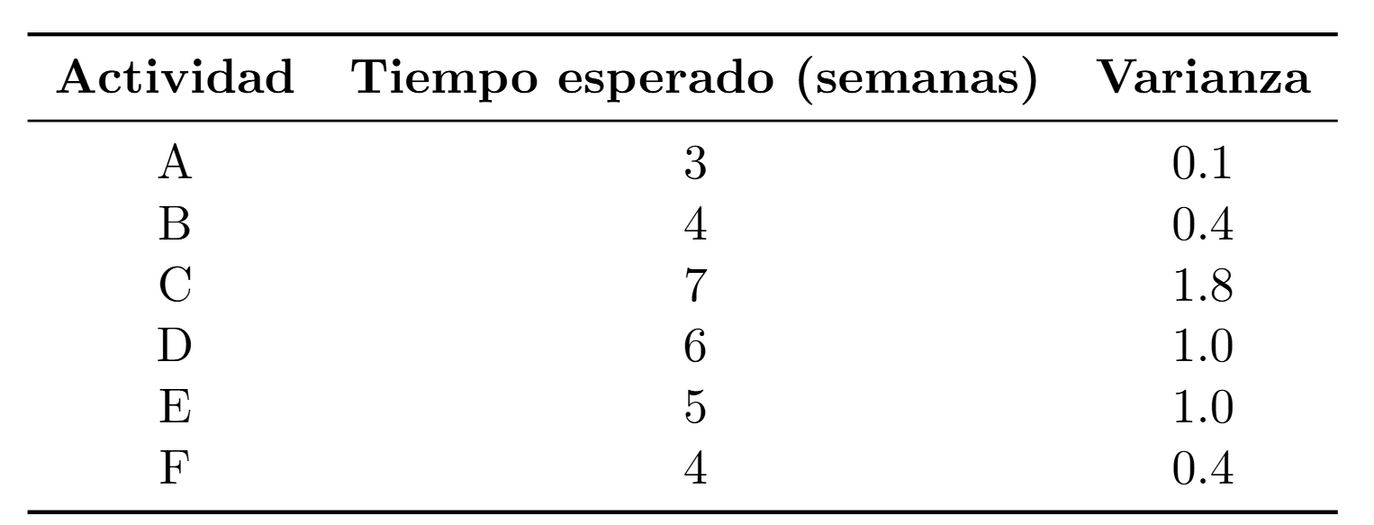 Actividad Tiempo esperado (semanas) Varianza
A 3 0.1
B 4 0.4
C 7 1.8
D 6 1.0
E 5 1.0
F 4 0.4